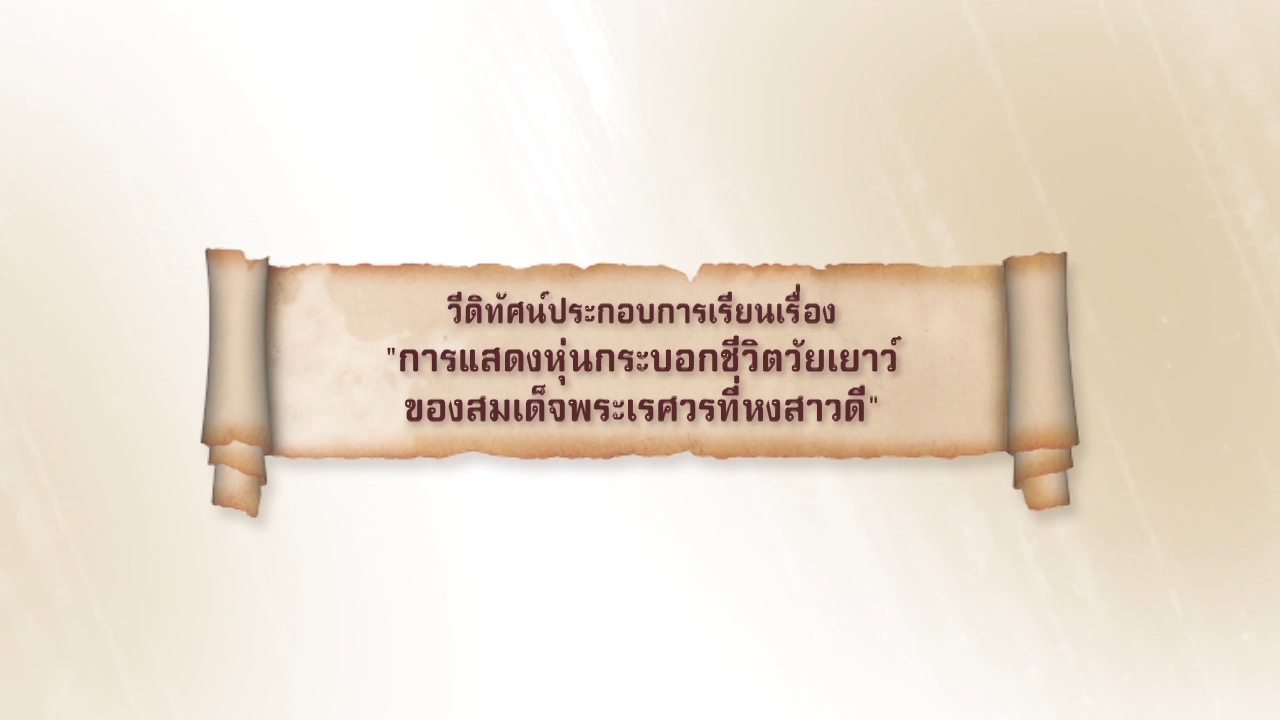 วีดิทัศน์ประกอบการเรียนเรื่อง
"การแสดงหุ่นกระบอกชีวิตวัยเยาว์
ของสมเด็จพระเรศวรที่หงสาวดี"